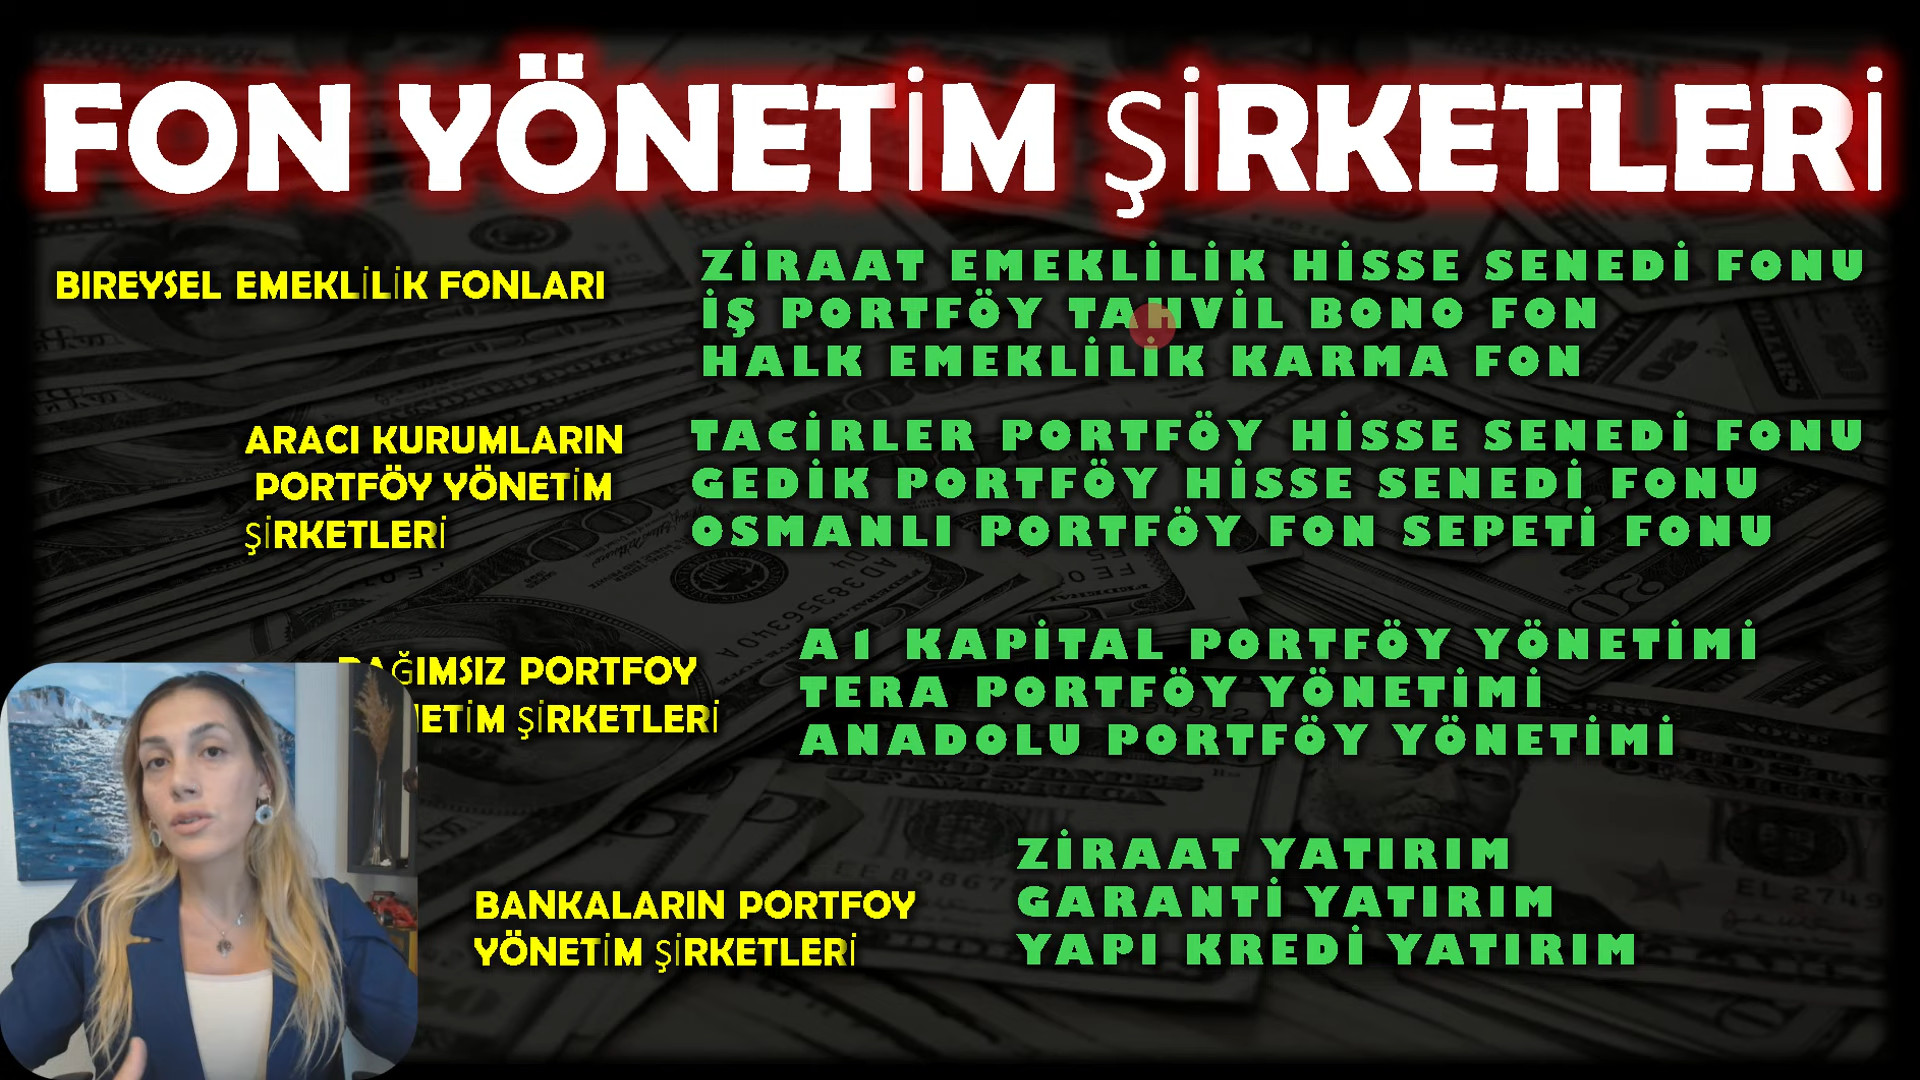 FON YÖNETİM ŞİRKETLERİ
BIREYSEL EMEKLİLİK FONLARI
ZİRAAT EMEKLİLİK HİSSE SENEDİ FONU
İŞ PORTFÖY TAHVİL BONO FON
HALK EMEKLİLİK KARMA FON
ARACI KURUMLARIN
PORTFÖY YÖNETİM
ŞİRKETLERİ
TACİRLER PORTFÖY HİSSE SENEDİ FONU
GEDİK PORTFÖY HİSSE SENEDİ FONU
OSMANLI PORTFÖY FON SEPETİ FONU
PORTFOY
ŞİRKETLERİ
A1 KAPİTAL PORTFÖY YÖNETİMİ
TERA PORTFÖY YÖNETİMİ
ANADOLU PORTFÖY YÖNETİMİ
BANKALARIN PORTFOY
YÖNETİM ŞİRKETLERİ
ZİRAAT YATIRIM
GARANTİ YATIRIM
YAPI KREDİ YATIRIM